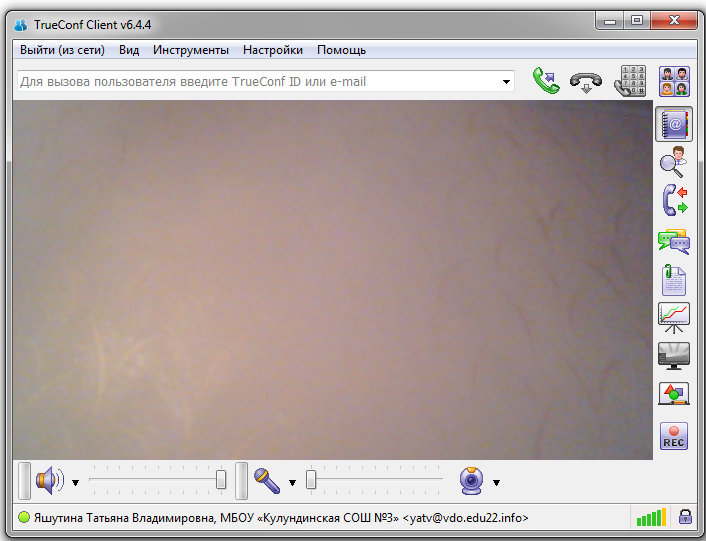 TrueConf Client v6.4.4
Выйти (из сети) Вид Инструменты Настройки Помощь
Для вызова пользователя введите TrueConf ID или e-mail
REC
Яшутина Татьяна Владимировна, МБОУ «Кулундинская СОШ №3» <yatv@vdo.edu22.info>